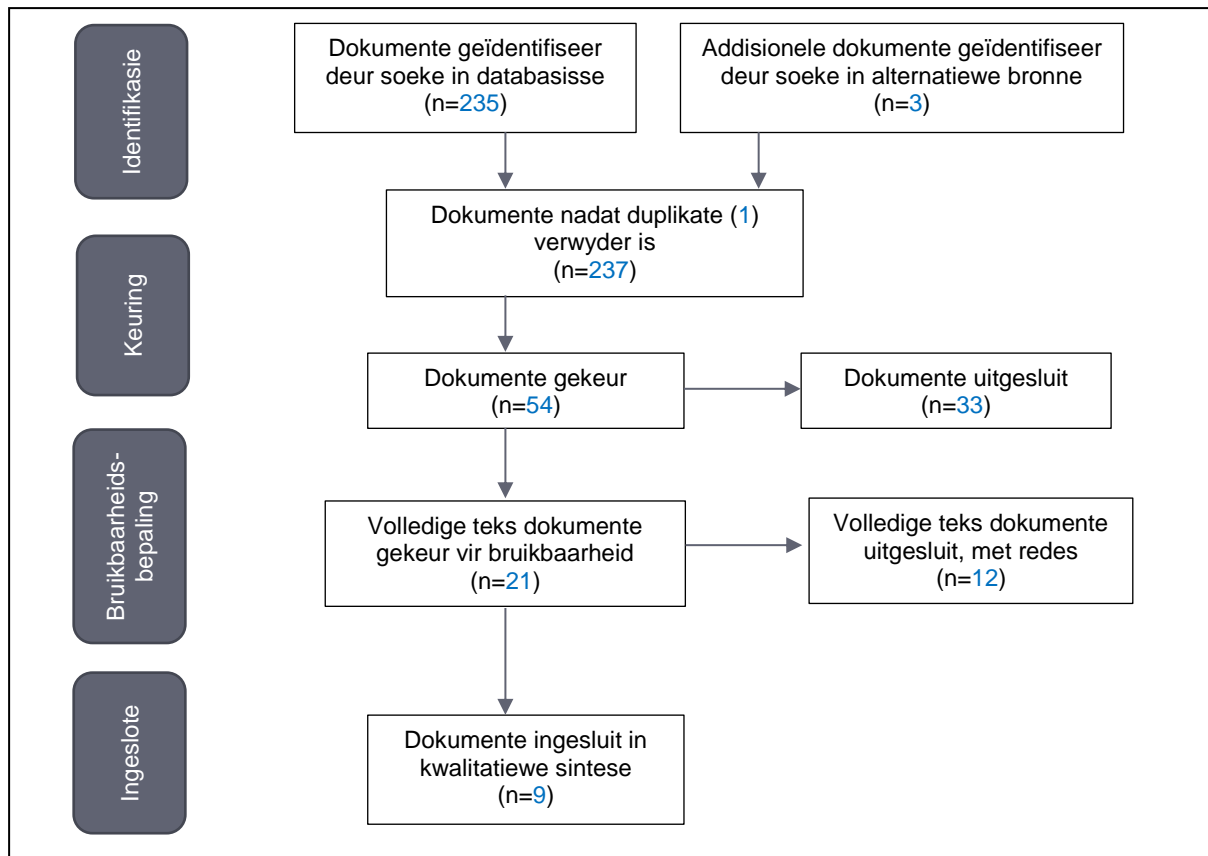 Identifikasie
Dokumente geïdentifiseer
deur soeke in databasisse
(n=235)
Addisionele dokumente geïdentifiseer
deur soeke in alternatiewe bronne
(n=3)
Dokumente nadat duplikate (1)
verwyder is
(n=237)
Keuring
Dokumente gekeur
(n=54)
Dokumente uitgesluit
(n=33)
Bruikbaarheids-
bepaling
Volledige teks dokumente
gekeur vir bruikbaarheid
(n=21)
Volledige teks dokumente
uitgesluit, met redes
(n=12)
Ingeslote
Dokumente ingesluit in
kwalitatiewe sintese
(n=9)